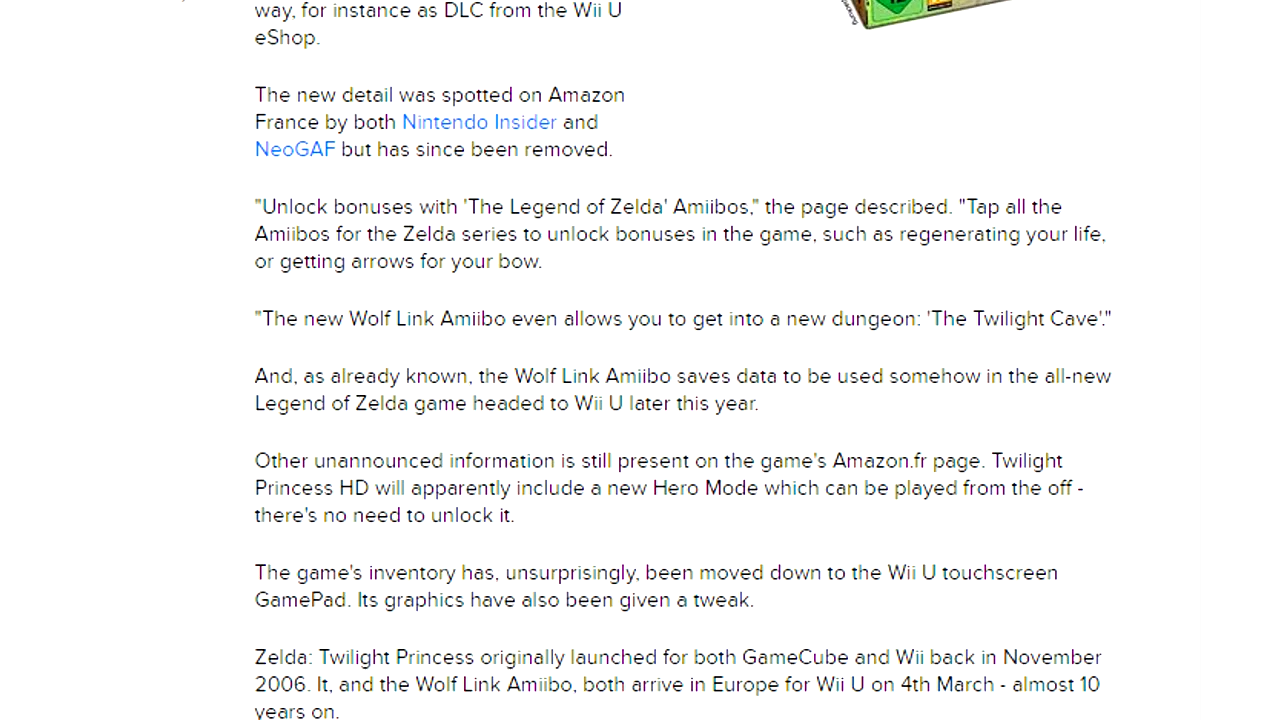 way, for instance as DLC from the Wii U
eShop.
The new detail was spotted on Amazon
France by both Nintendo Insider and
NeoGAF but has since been removed.
"Unlock bonuses with 'The Legend of Zelda' Amiibos," the page described. "Tap all the
Amiibos for the Zelda series to unlock bonuses in the game, such as regenerating your life,
or getting arrows for your bow.
"The new Wolf Link Amiibo even allows you to get into a new dungeon: 'The Twilight Cave'."
And, as already known, the Wolf Link Amiibo saves data to be used somehow in the all-new
Legend of Zelda game headed to Wii U later this year.
Other unannounced information is still present on the game's Amazon.fr page. Twilight
Princess HD will apparently include a new Hero Mode which can be played from the off -
there's no need to unlock it.
The game's inventory has, unsurprisingly, been moved down to the Wii U touchscreen
GamePad. Its graphics have also been given a tweak.
Zelda: Twilight Princess originally launched for both GameCube and Wii back in November
2006. It, and the Wolf Link Amiibo, both arrive in Europe for Wii U on 4th March - almost 10
years on.